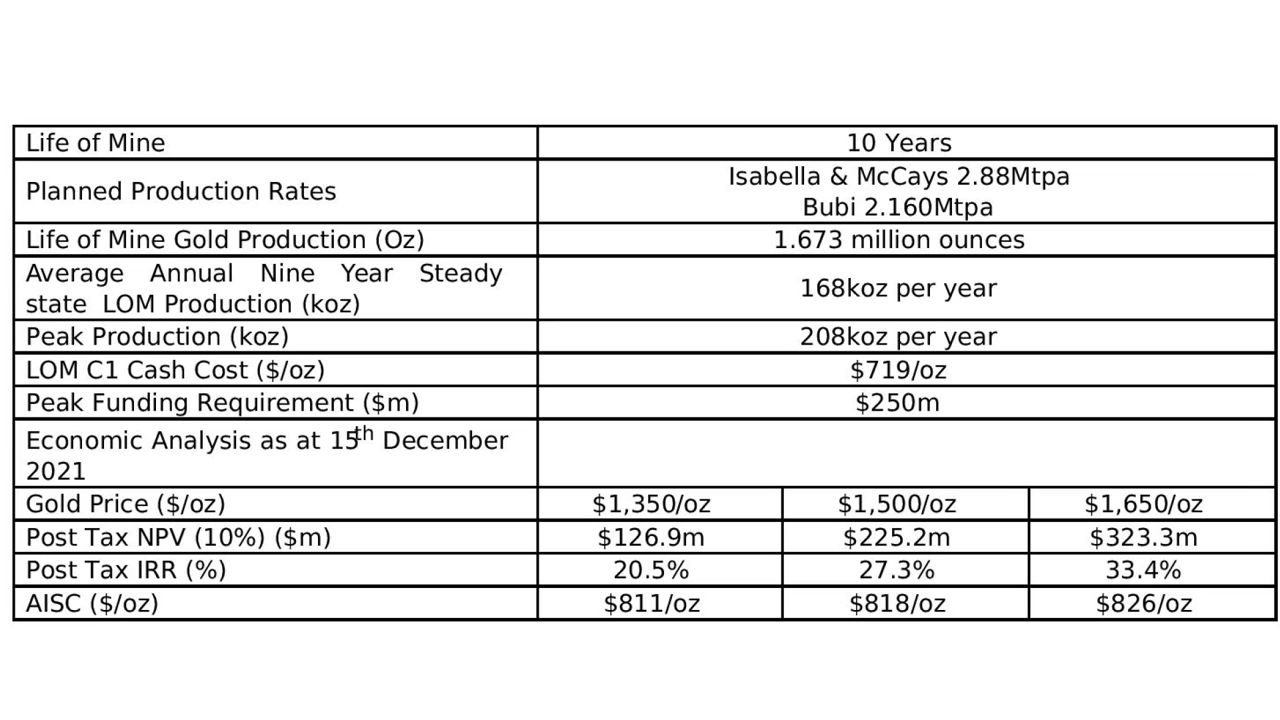 Life of Mine
10 Years
Planned Production Rates
Isabella & McCays 2.88Mtpa
Bubi 2.160Mtpa
Life of Mine Gold Production (Oz)
1.673 million ounces
Average Annual Nine Year Steady
state LOM Production (koz)
168koz per year
Peak Production (koz)
208koz per year
LOM C1 Cash Cost ($/oz)
$719/oz
Peak Funding Requirement ($m)
$250m
Economic Analysis as at 15th December
2021
Gold Price ($/oz)
$1,350/oz
$1,500/oz
$1,650/oz
Post Tax NPV (10%) ($m)
$126.9m
$225.2m
$323.3m
Post Tax IRR (%)
20.5%
27.3%
33.4%
AISC ($/oz)
$811/oz
$818/oz
$826/oz